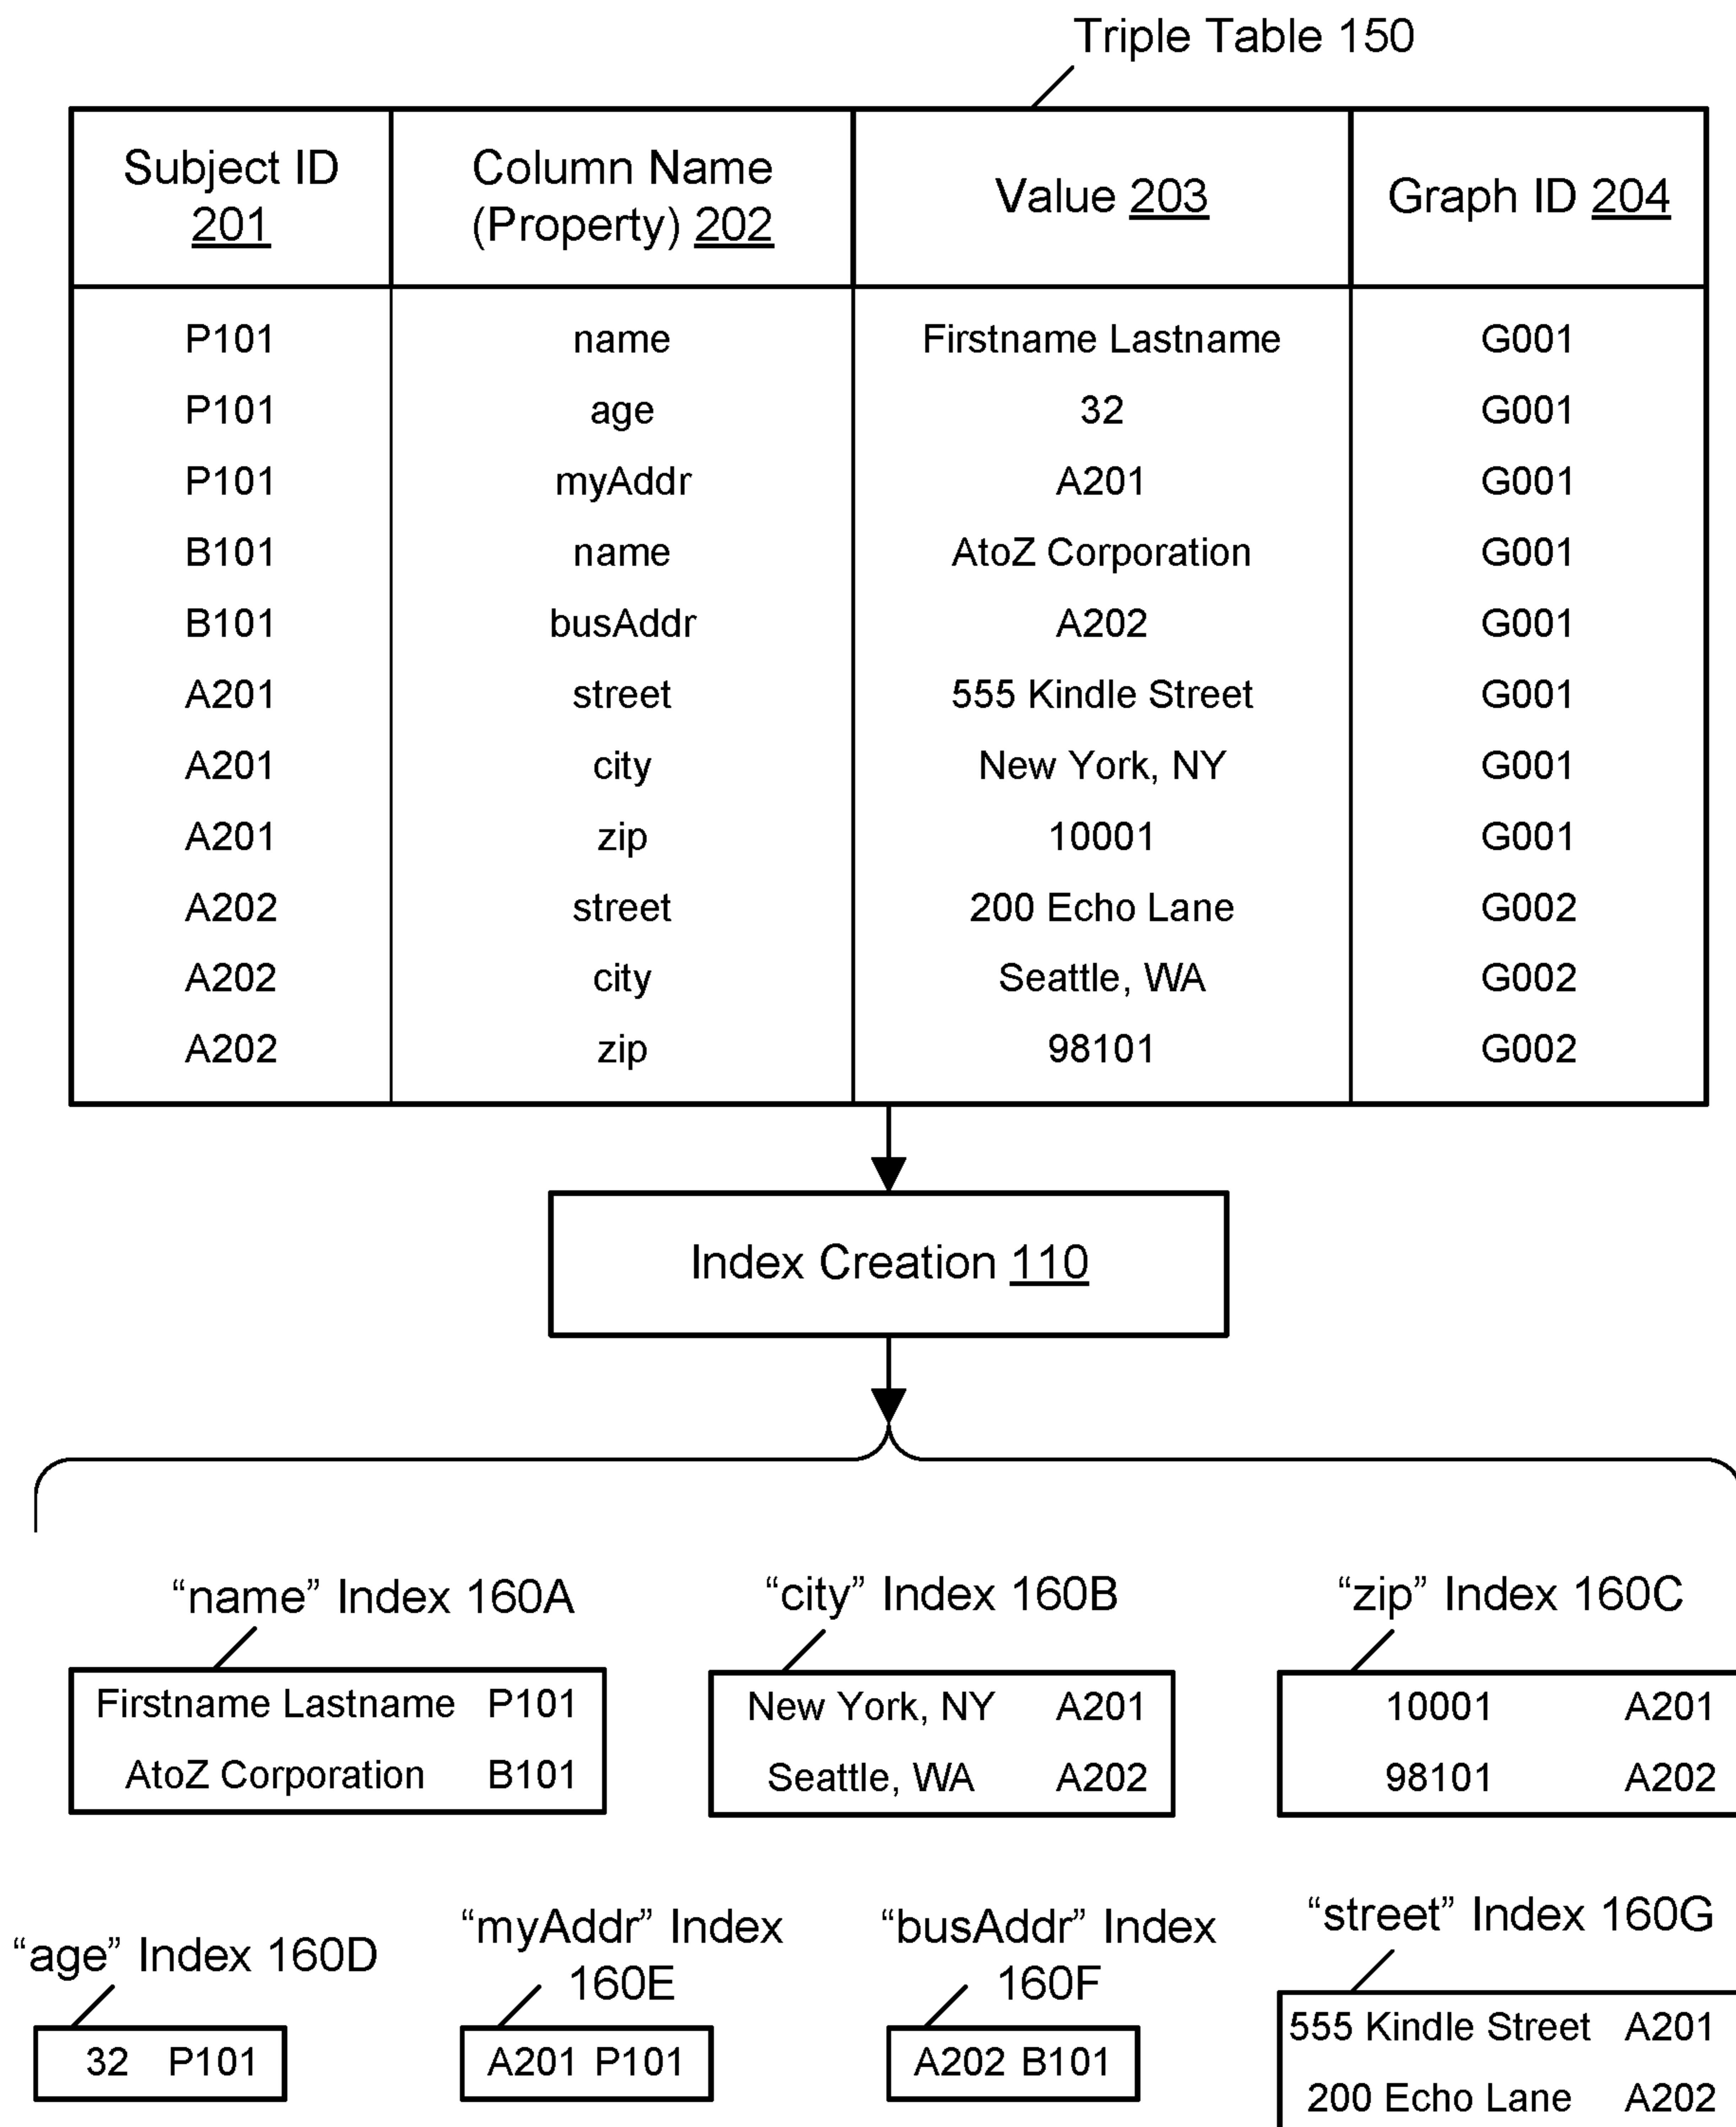 Triple Table 150
Subject ID 201
Column Name (Property) 202
Value 203
Graph ID 204
P101 name Firstname Lastname G001
P101 age 32 G001
P101 myAddr A201 G001
B101 name AtoZ Corporation G001
B101 busAddr A202 G001
A201 street 555 Kindle Street G001
A201 city New York, NY G001
A201 zip 10001 G001
A202 street 200 Echo Lane G002
A202 city Seattle, WA G002
A202 zip 98101 G002
Index Creation 110
“name” Index 160A
Firstname Lastname P101
AtoZ Corporation B101
“city” Index 160B
New York, NY A201
Seattle, WA A202
“zip” Index 160C
10001 A201
98101 A202
“age” Index 160D
32 P101
“myAddr” Index
160E
A201 P101
“busAddr” Index
160F
A202 B101
“street” Index 160G
555 Kindle Street A201
200 Echo Lane A202